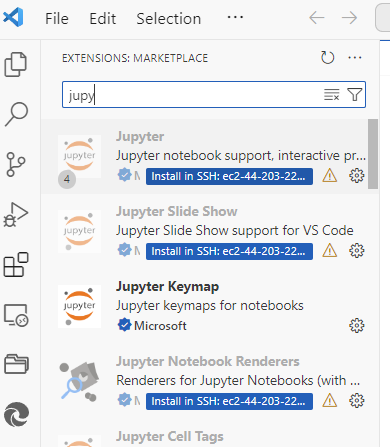 File Edit Selection ···
EXTENSIONS: MARKETPLACE
jupy
Jupyter
Jupyter notebook support, interactive pr...
M Install in SSH: ec2-44-203-22...
4
Jupyter Slide Show
Jupyter Slide Show support for VS Code
M Install in SSH: ec2-44-203-22...
Jupyter Keymap
Jupyter keymaps for notebooks
Microsoft
Jupyter Notebook Renderers
Renderers for Jupyter Notebooks (with ...
M Install in SSH: ec2-44-203-22...
Jupyter Cell Tags
jupyter
jupyter
jupyter